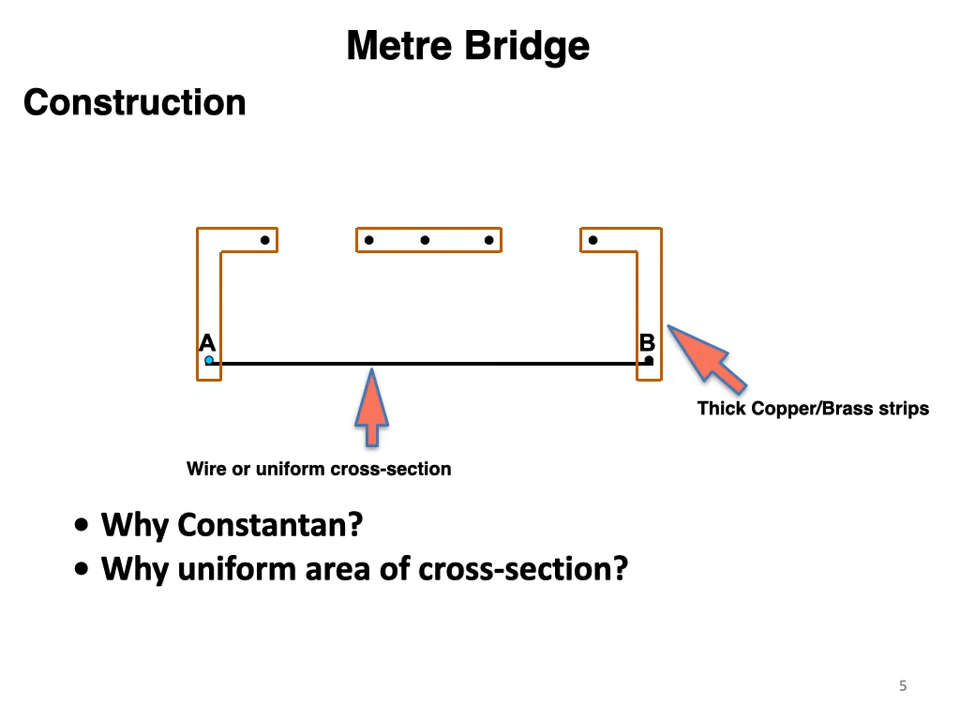 Metre Bridge
Construction
A
B
Thick Copper/Brass strips
Wire or uniform cross-section
• Why Constantan?
• Why uniform area of cross-section?
5